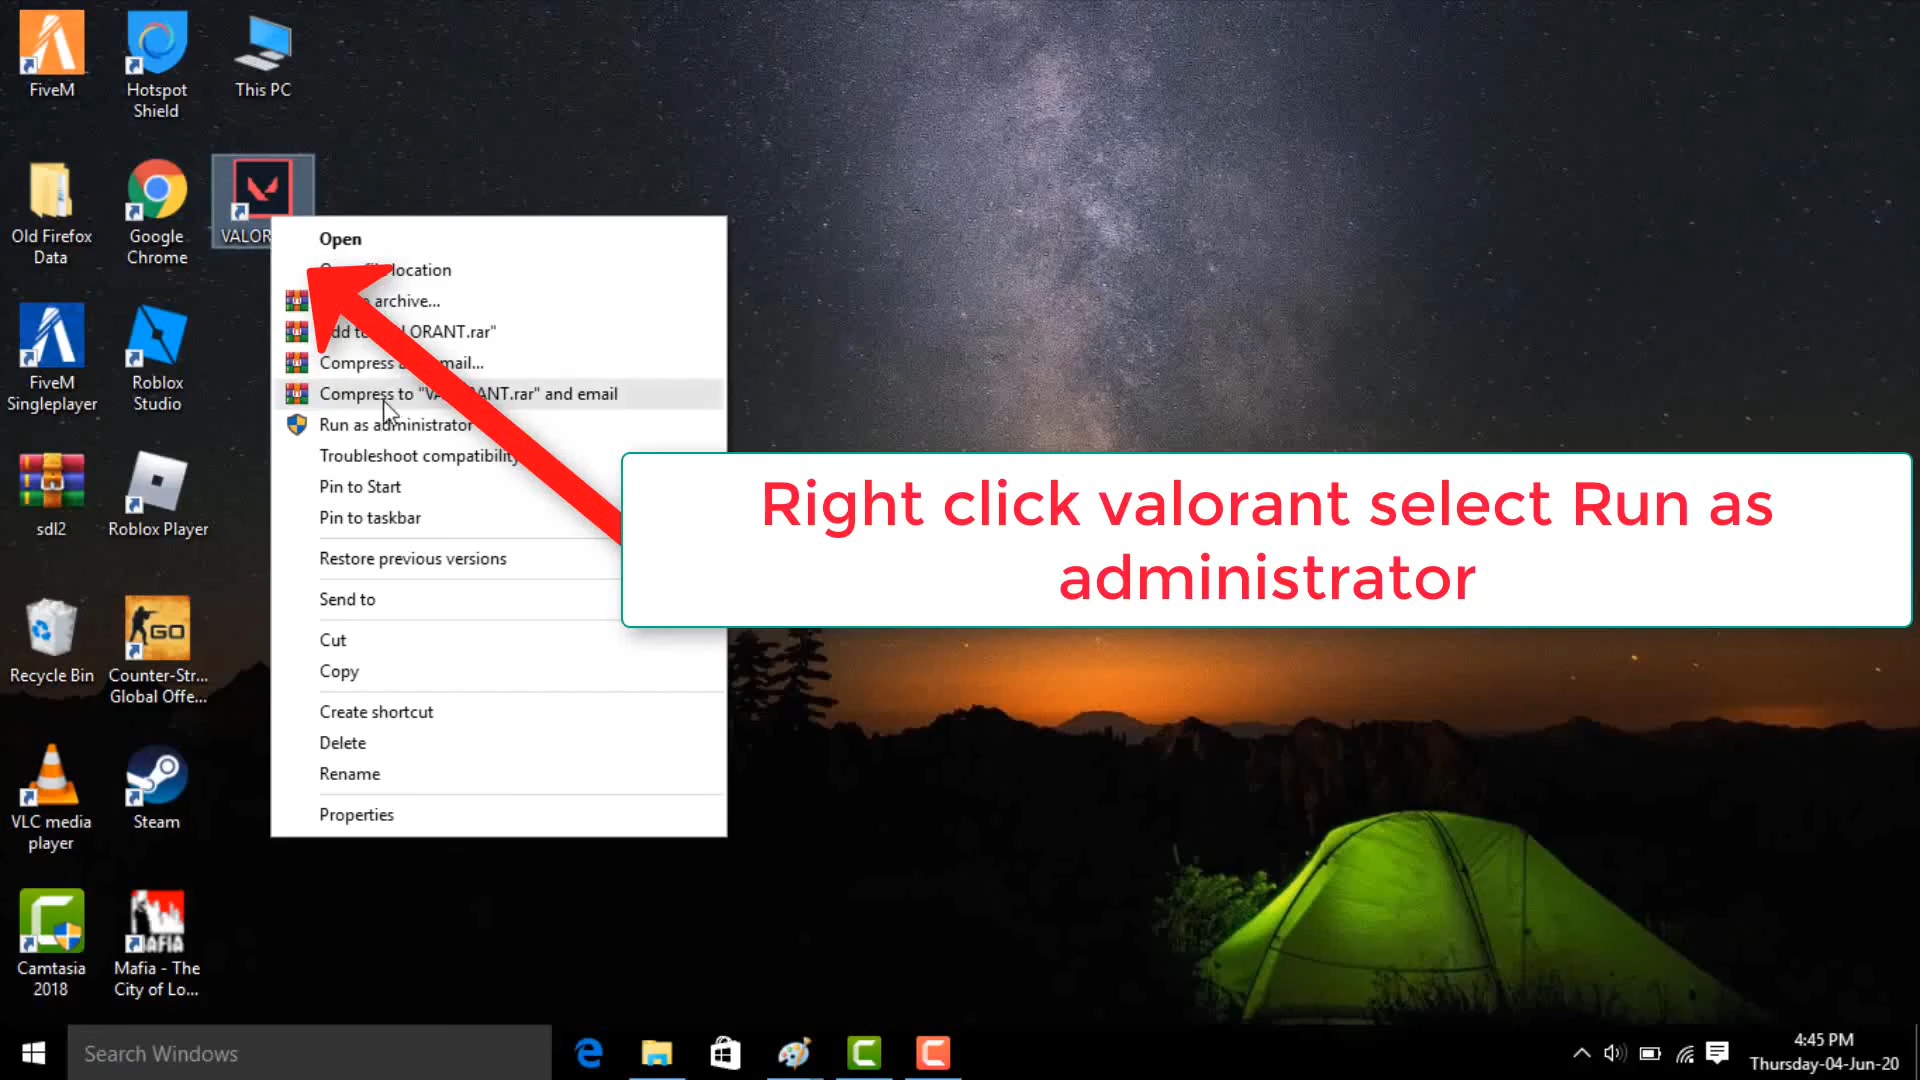 FiveM
Hotspot
Shield
This PC
Old Firefox
Data
Google
Chrome
VALOR
FiveM
Singleplayer
Roblox
Studio
sdl2
Roblox Player
Recycle Bin
GO
Counter-Str...
Global Offe...
VLC media
player
Steam
Camtasia
2018
MAFIA
Mafia - The
City of Lo...
Open
location
archive...
LORANT.rar"
Compress
mail...
Compress to "VA ANT.rar" and email
Run as administrator
Troubleshoot compatibility
Pin to Start
Pin to taskbar
Restore previous versions
Send to
Cut
Copy
Create shortcut
Delete
Rename
Properties
Right click valorant select Run as
administrator
Search Windows
4:45 PM
Thursday-04-Jun-20